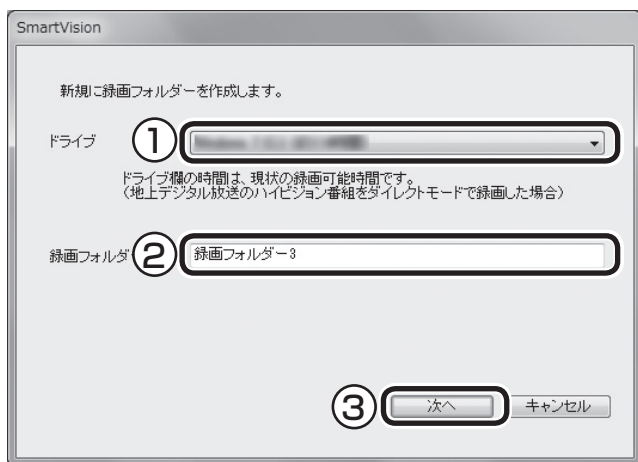 SmartVision
新規に録画フォルダーを作成します。
ドライブ ①
ドライブ欄の時間は、現状の録画可能時間です。
(地上デジタル放送のハイビジョン番組をダイレクトモードで録画した場合)
録画フォルダ ② 録画フォルダー3
③ 次へ キャンセル